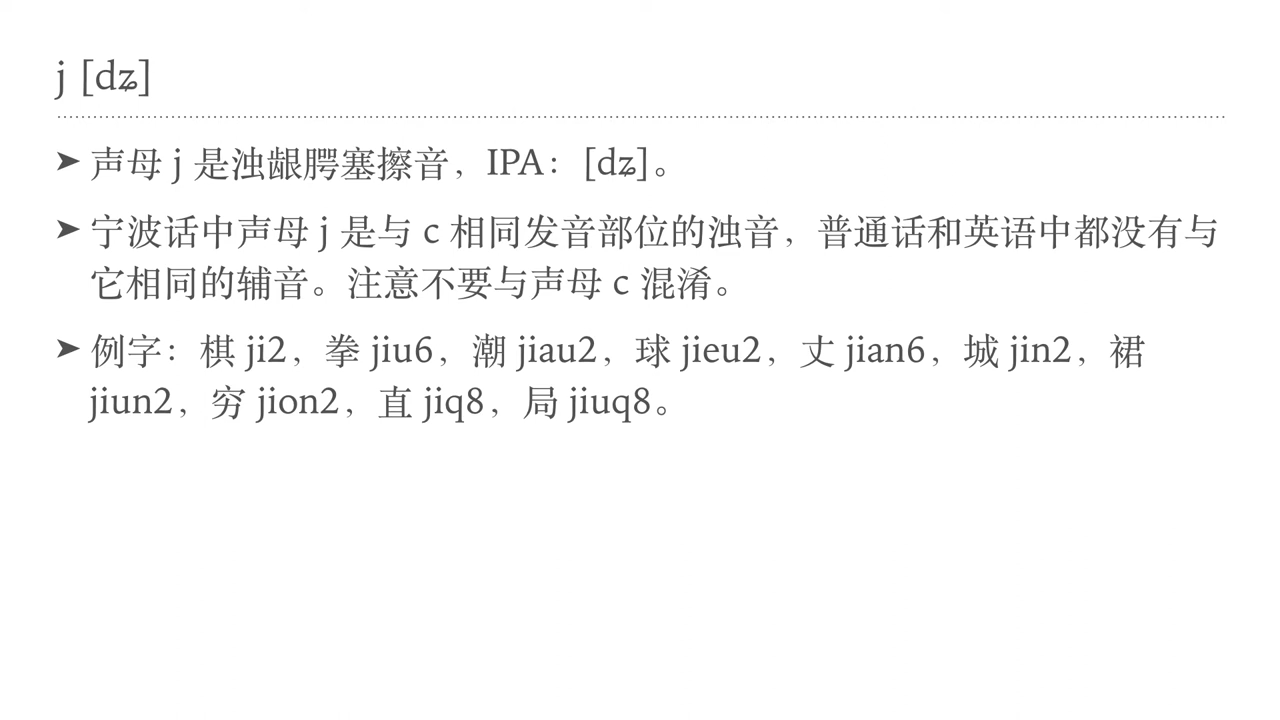 j [dʑ]
➤ 声母 j 是浊龈腭塞擦音，IPA：[dʑ]。
➤ 宁波话中声母 j 是与 c 相同发音部位的浊音，普通话和英语中都没有与
它相同的辅音。注意不要与声母 c 混淆。
➤ 例字：棋 ji2，拳 jiu6，潮 jiau2，球 jieu2，丈 jian6，城 jin2，裙
jiun2，穷 jion2，直 jiq8，局 jiuq8。